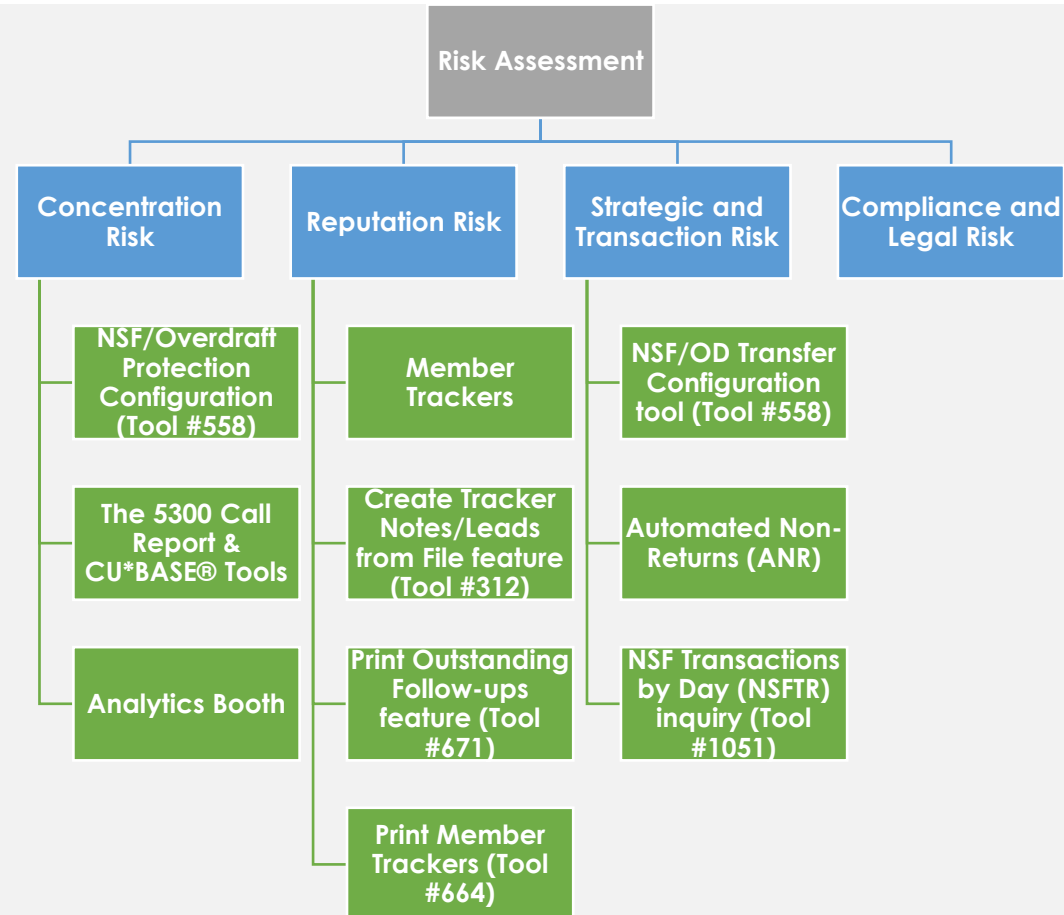 Risk Assessment
Concentration
Risk
Reputation Risk
Strategic and
Transaction Risk
Compliance and
Legal Risk
NSF/Overdraft
Protection
Configuration
(Tool #558)
The 5300 Call
Report &
CU*BASE® Tools
Analytics Booth
Member
Trackers
Create Tracker
Notes/Leads
from File feature
(Tool #312)
Print Outstanding
Follow-ups
feature (Tool
#671)
Print Member
Trackers (Tool
#664)
NSF/OD Transfer
Configuration
tool (Tool #558)
Automated Non-
Returns (ANR)
NSF Transactions
by Day (NSFTR)
inquiry (Tool
#1051)